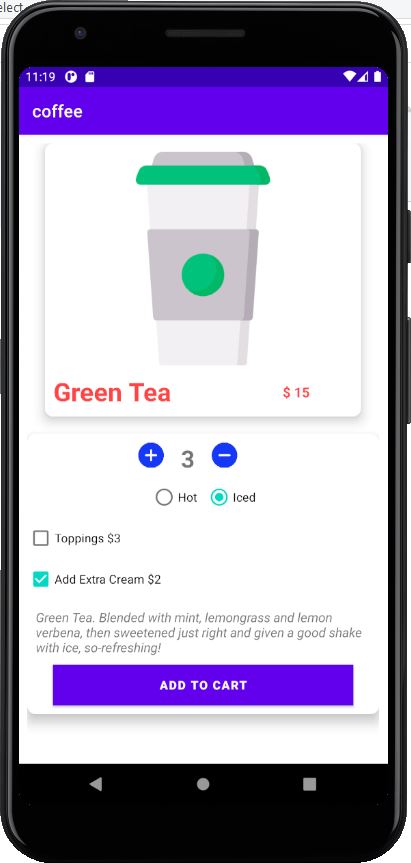 elect
11:19
coffee
Green Tea
$ 15
3
Hot Iced
Toppings $3
Add Extra Cream $2
Green Tea. Blended with mint, lemongrass and lemon
verbena, then sweetened just right and given a good shake
with ice, so-refreshing!
ADD TO CART